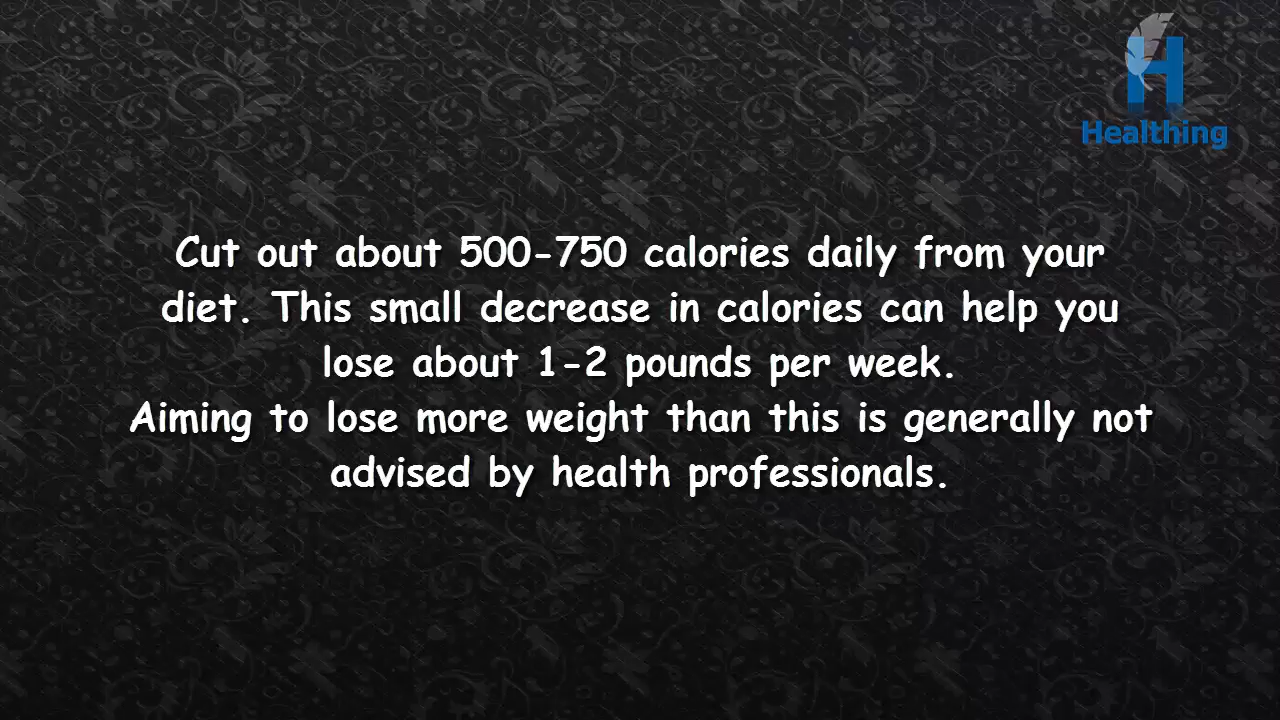 H
Healthing
Cut out about 500-750 calories daily from your
diet. This small decrease in calories can help you
lose about 1-2 pounds per week.
Aiming to lose more weight than this is generally not
advised by health professionals.